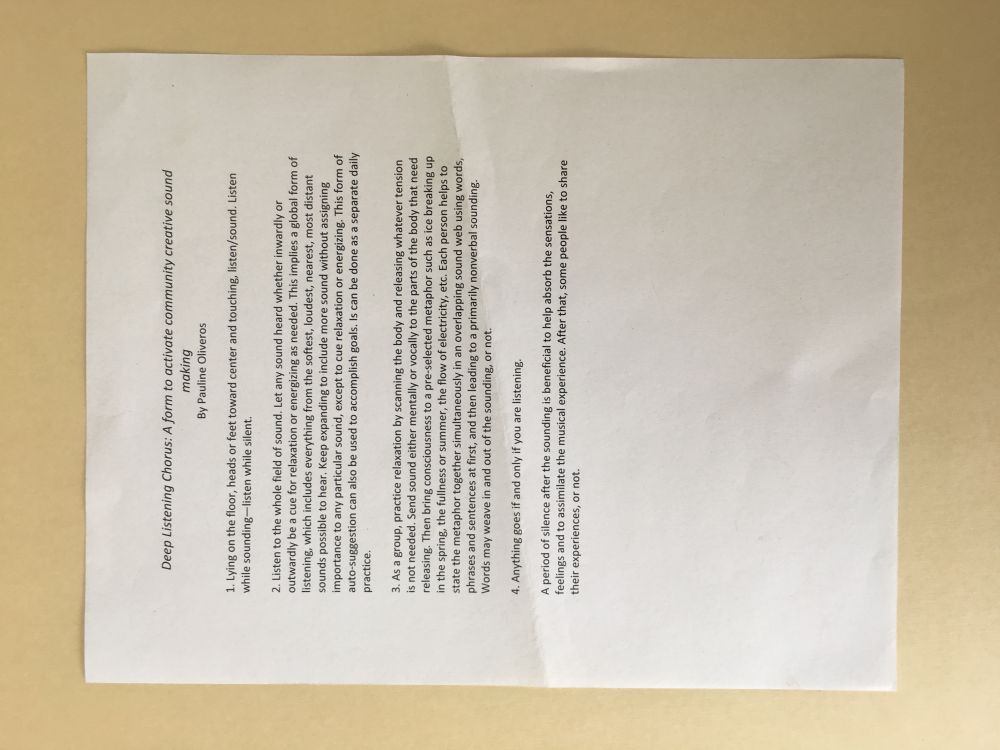 Deep Listening Chorus: A form to activate community creative sound
making
By Pauline Oliveros
1. Lying on the floor, heads or feet toward center and touching, listen/sound. Listen
while sounding—listen while silent.
2. Listen to the whole field of sound. Let any sound heard whether inwardly or
outwardly be a cue for relaxation or energizing as needed. This implies a global form of
listening, which includes everything from the softest, loudest, nearest, most distant
sounds possible to hear. Keep expanding to include more sound without assigning
importance to any particular sound, except to cue relaxation or energizing. This form of
auto-suggestion can also be used to accomplish goals. Is can be done as a separate daily
practice.
3. As a group, practice relaxation by scanning the body and releasing whatever tension
is not needed. Send sound either mentally or vocally to the parts of the body that need
releasing. Then bring consciousness to a pre-selected metaphor such as ice breaking up
in the spring, the fullness or summer, the flow of electricity, etc. Each person helps to
state the metaphor together simultaneously in an overlapping sound web using words,
phrases and sentences at first, and then leading to a primarily nonverbal sounding.
Words may weave in and out of the sounding, or not.
4. Anything goes if and only if you are listening.
A period of silence after the sounding is beneficial to help absorb the sensations,
feelings and to assimilate the musical experience. After that, some people like to share
their experiences, or not.